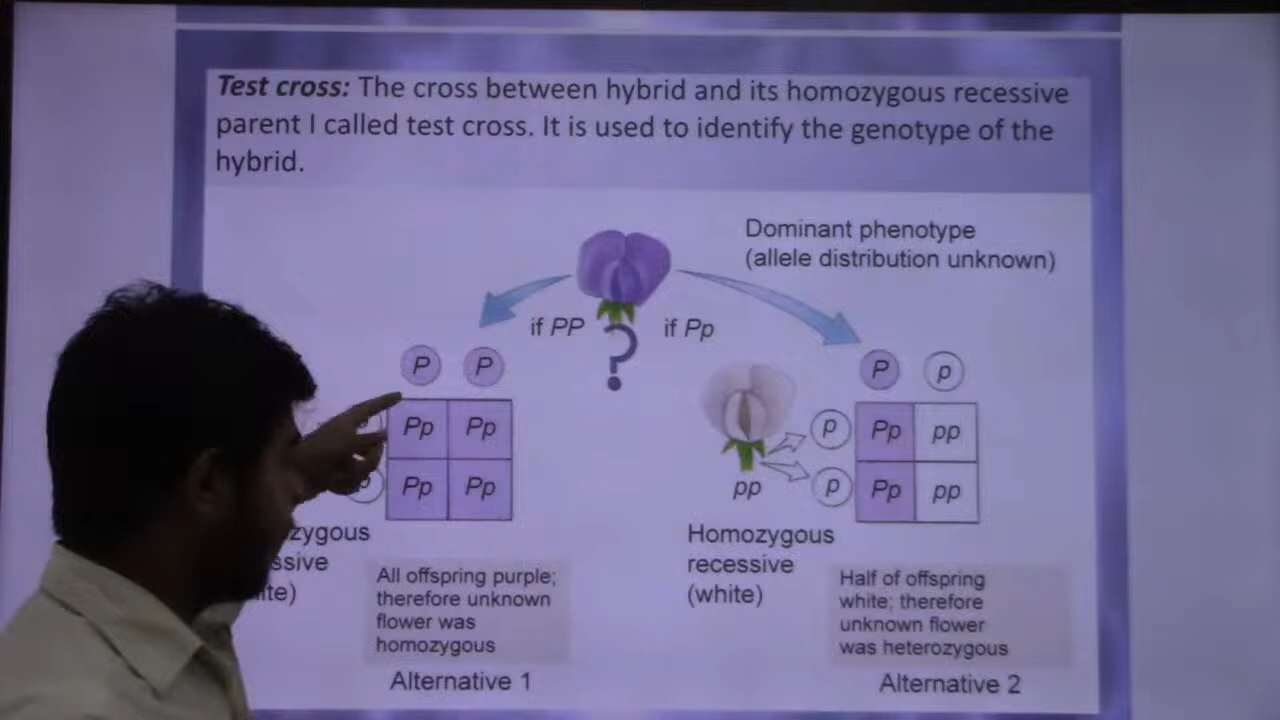 Test cross: The cross between hybrid and its homozygous recessive
parent I called test cross. It is used to identify the genotype of the
hybrid.
Dominant phenotype
(allele distribution unknown)
if PP
?
if Pp
P P
Pp Pp
Pp Pp
zygous
ssive
ite)
All offspring purple;
therefore unknown
flower was
homozygous
Alternative 1
P p
p Pp pp
p Pp pp
pp
Homozygous
recessive
(white)
Half of offspring
white; therefore
unknown flower
was heterozygous
Alternative 2